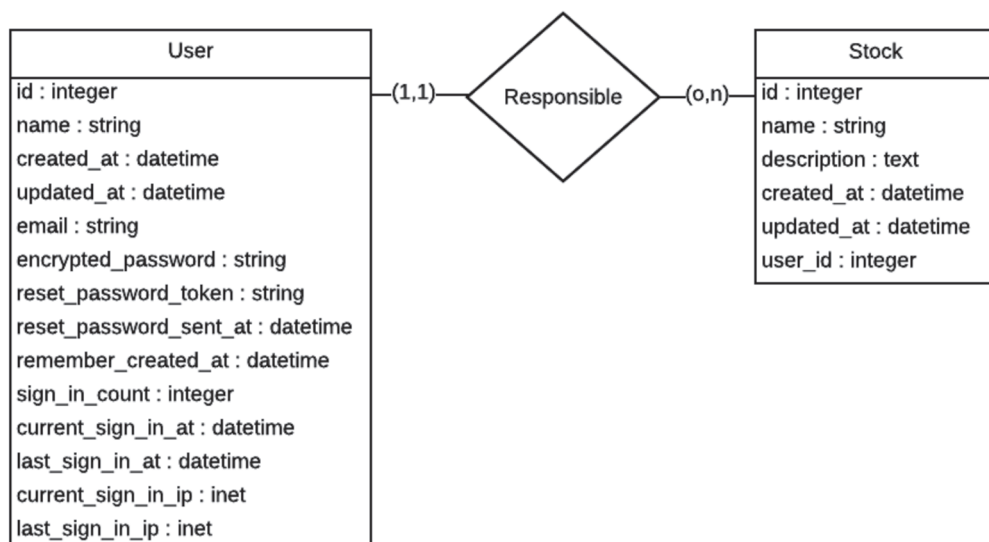 User
id : integer
name : string
created_at : datetime
updated_at : datetime
email : string
encrypted_password : string
reset_password_token : string
reset_password_sent_at : datetime
remember_created_at : datetime
sign_in_count : integer
current_sign_in_at : datetime
last_sign_in_at : datetime
current_sign_in_ip : inet
last_sign_in_ip : inet
(1,1)
Responsible
(o,n)
Stock
id : integer
name : string
description : text
created_at : datetime
updated_at : datetime
user_id : integer